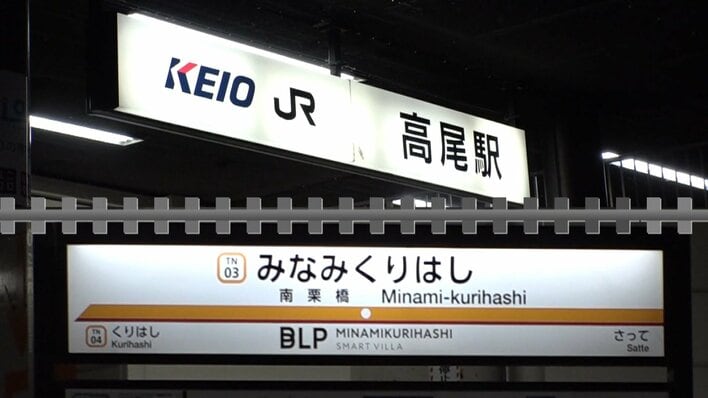 KEIO JR 高尾駅
TN 03 みなみくりはし
南栗橋 Minami-kurihashi
TN 04 くりはし
Kurihashi
BLP MINAMIKURIHASHI
SMART VILLA
さって
Satte